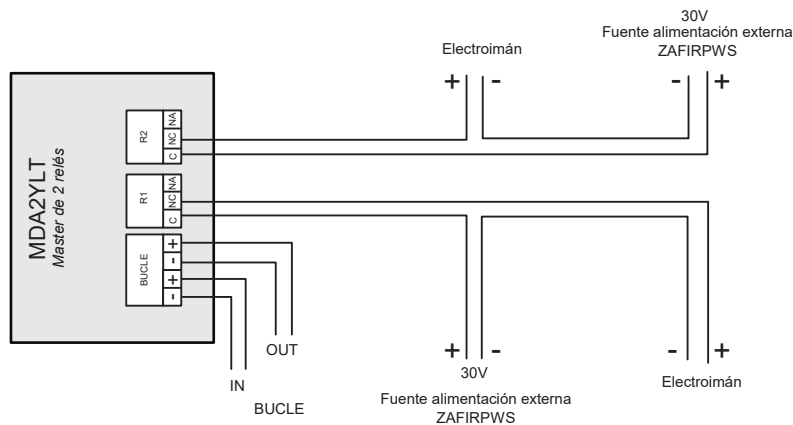 30V
Fuente alimentación externa
ZAFIRPWS
Electroimán
+ -
- +
MDA2YLT
Master de 2 relés
R2
NA
NC
C
R1
NA
NC
C
BUCLE
+
-
+
-
OUT
IN
BUCLE
+ -
30V
Fuente alimentación externa
ZAFIRPWS
- +
Electroimán